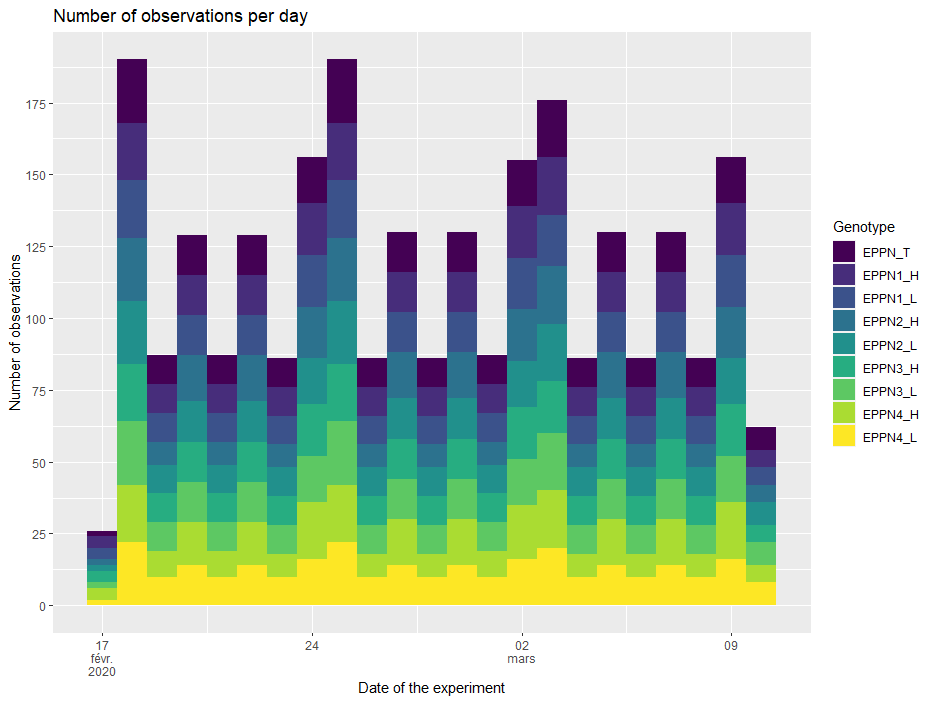 Number of observations per day
Number of observations
175
150
125
100
75
50
25
0
17
févr.
2020
24
02
mars
09
Date of the experiment
Genotype
EPPN_T
EPPN1_H
EPPN1_L
EPPN2_H
EPPN2_L
EPPN3_H
EPPN3_L
EPPN4_H
EPPN4_L